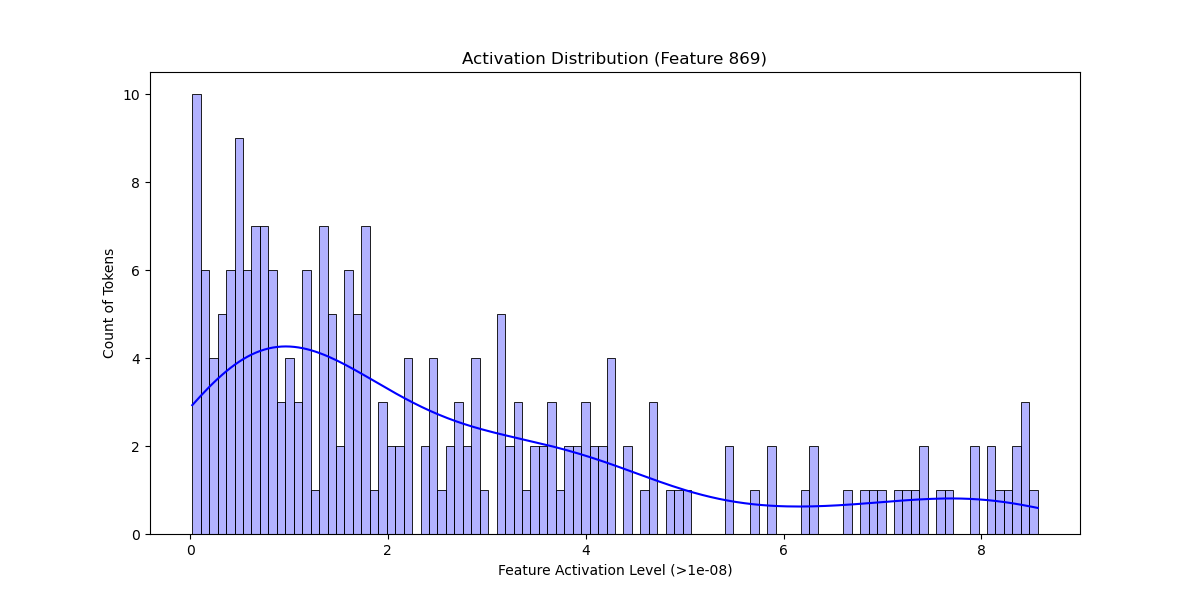 Activation Distribution (Feature 869)
10
8
6
4
2
0
Count of Tokens
0 2 4 6 8
Feature Activation Level (>1e-08)